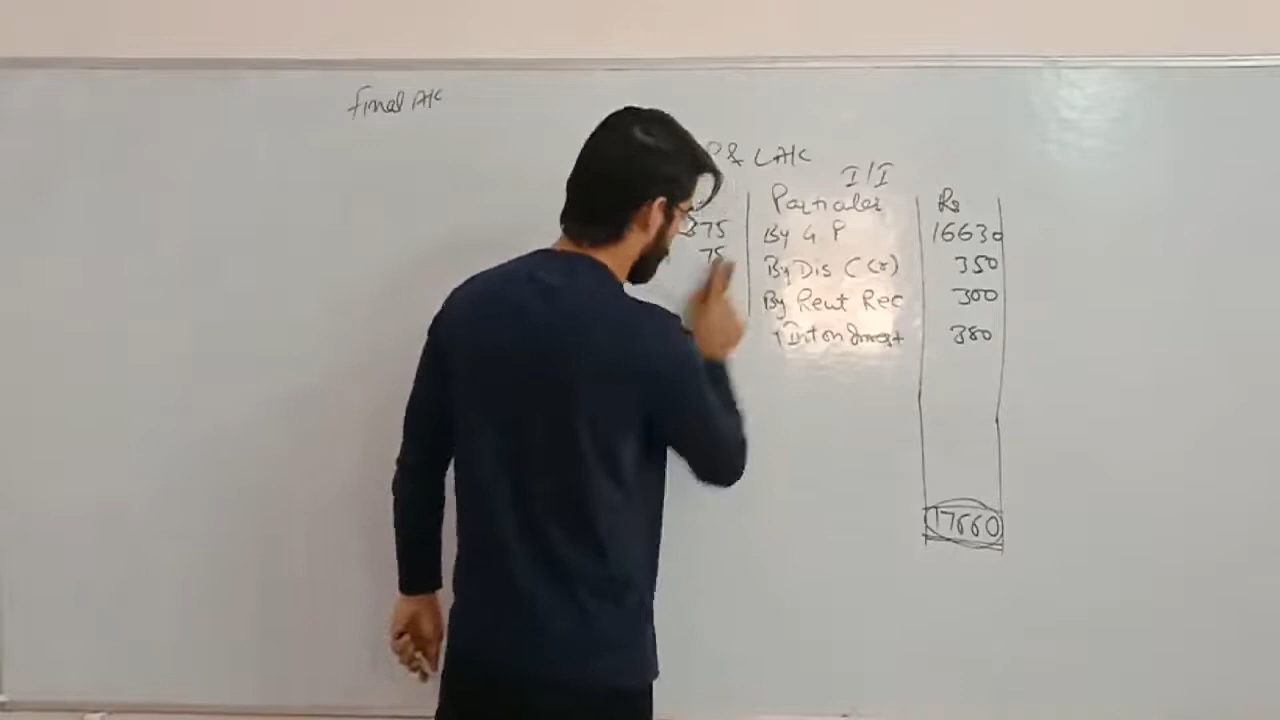 Final A/c
P & L A/c
I/I
Particular Rs
375 By G P 16630
75 By Dis (Cr) 350
By Rent Rec 300
Int on Invest 380
17660